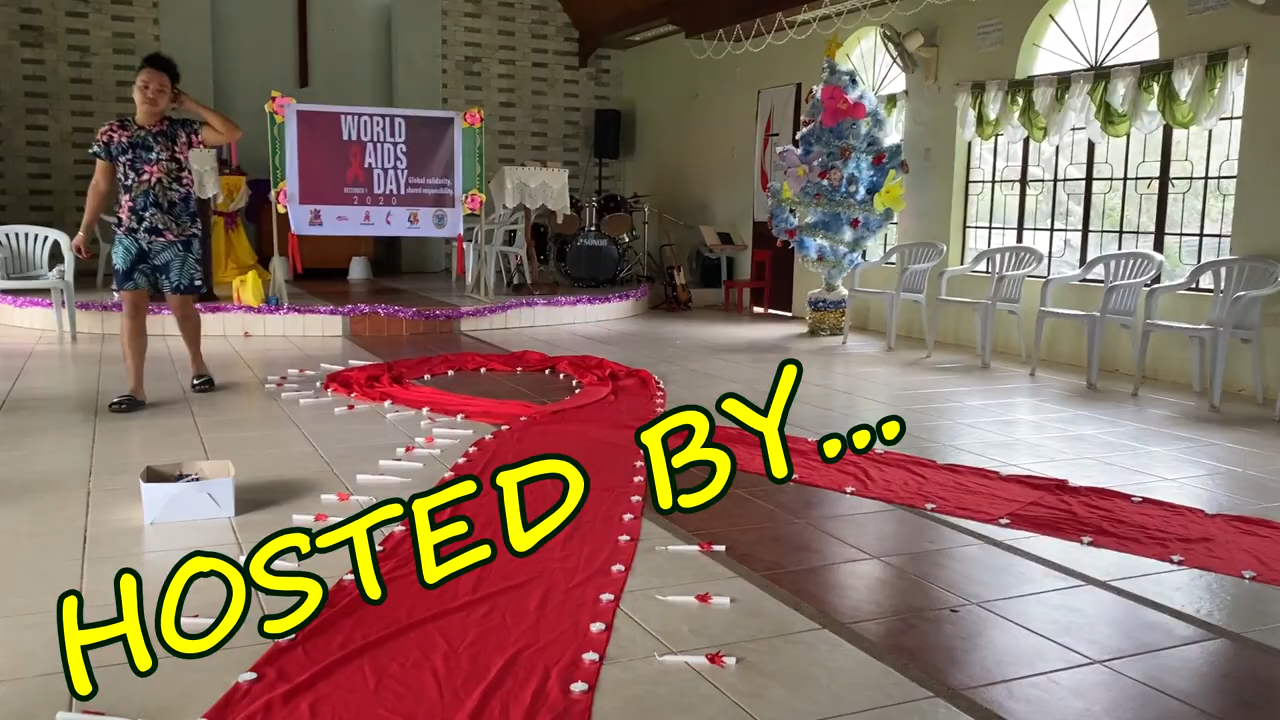 WORLD
AIDS
DAY
Global solidarity,
shared responsibility.
DECEMBER 1
2020
SONOR
HOSTED BY...